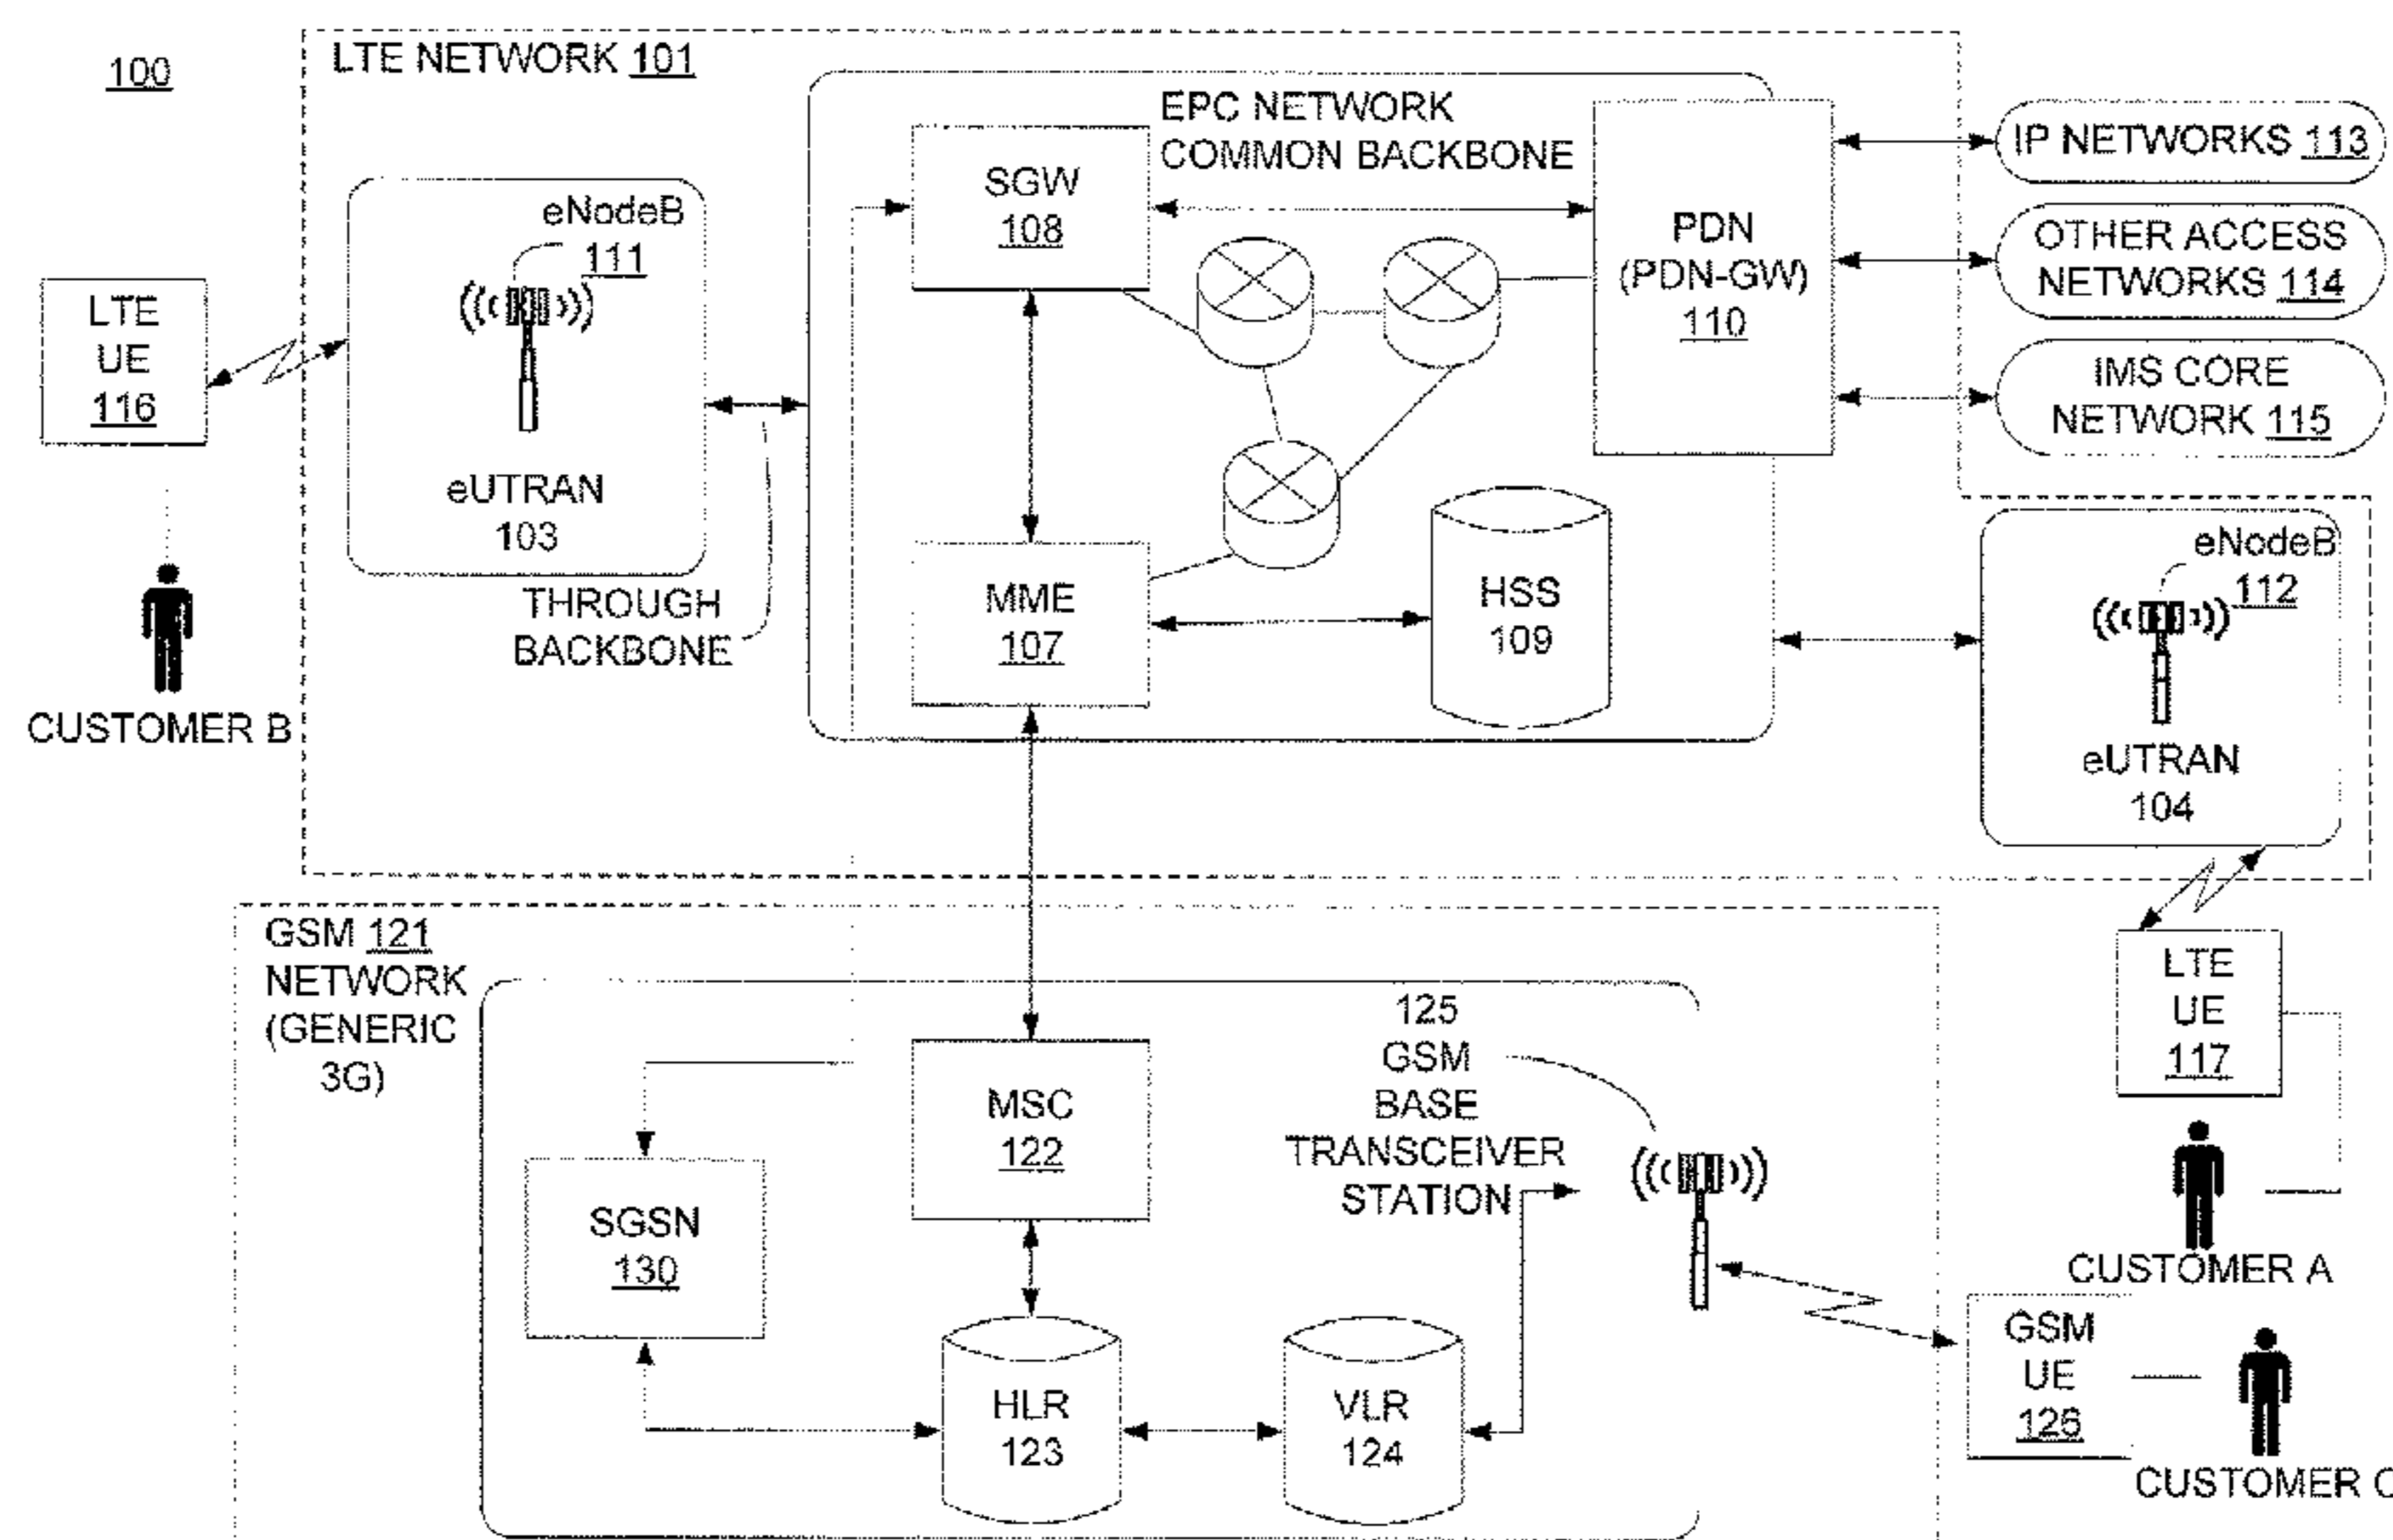 100
LTE NETWORK 101
EPC NETWORK
COMMON BACKBONE
SGW
108
PDN
(PDN-GW)
110
IP NETWORKS 113
OTHER ACCESS
NETWORKS 114
IMS CORE
NETWORK 115
eNodeB
111
eUTRAN
103
LTE
UE
116
CUSTOMER B
THROUGH
BACKBONE
MME
107
HSS
109
eNodeB
112
eUTRAN
104
GSM 121
NETWORK
(GENERIC
3G)
MSC
122
125
GSM
BASE
TRANSCEIVER
STATION
SGSN
130
HLR
123
VLR
124
LTE
UE
117
CUSTOMER A
GSM
UE
126
CUSTOMER C